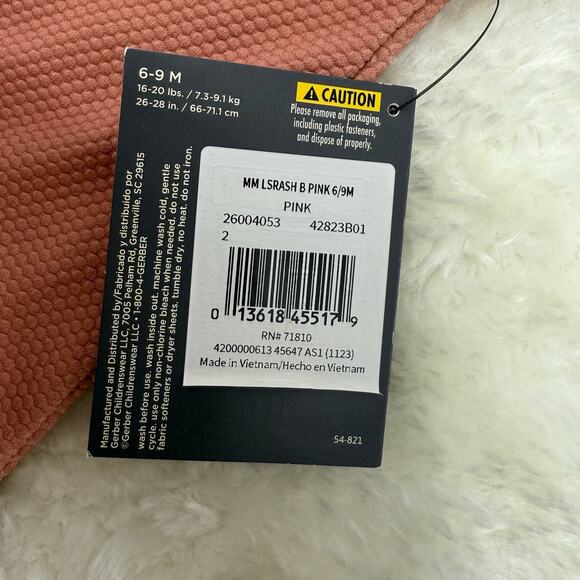 6-9 M
16-20 lbs. / 7.3-9.1 kg
26-28 in. / 66-71.1 cm
CAUTION
Please remove all packaging,
including plastic fasteners,
and dispose of properly.
MM LSRASH B PINK 6/9M
PINK
26004053 42823B01
2
0 13618 45517 9
RN# 71810
4200000613 45647 AS1 (1123)
Made in Vietnam/Hecho en Vietnam
54-821
Manufactured and Distributed by/Fabricado y distribuido por
Gerber Childrenswear LLC, 7005 Pelham Rd, Greenville, SC 29615
©Gerber Childrenswear LLC • 1-800-4-GERBER
wash before use. wash inside out. machine wash cold, gentle
cycle. use only non-chlorine bleach when needed. do not use
fabric softeners or dryer sheets. tumble dry, no heat. do not iron.